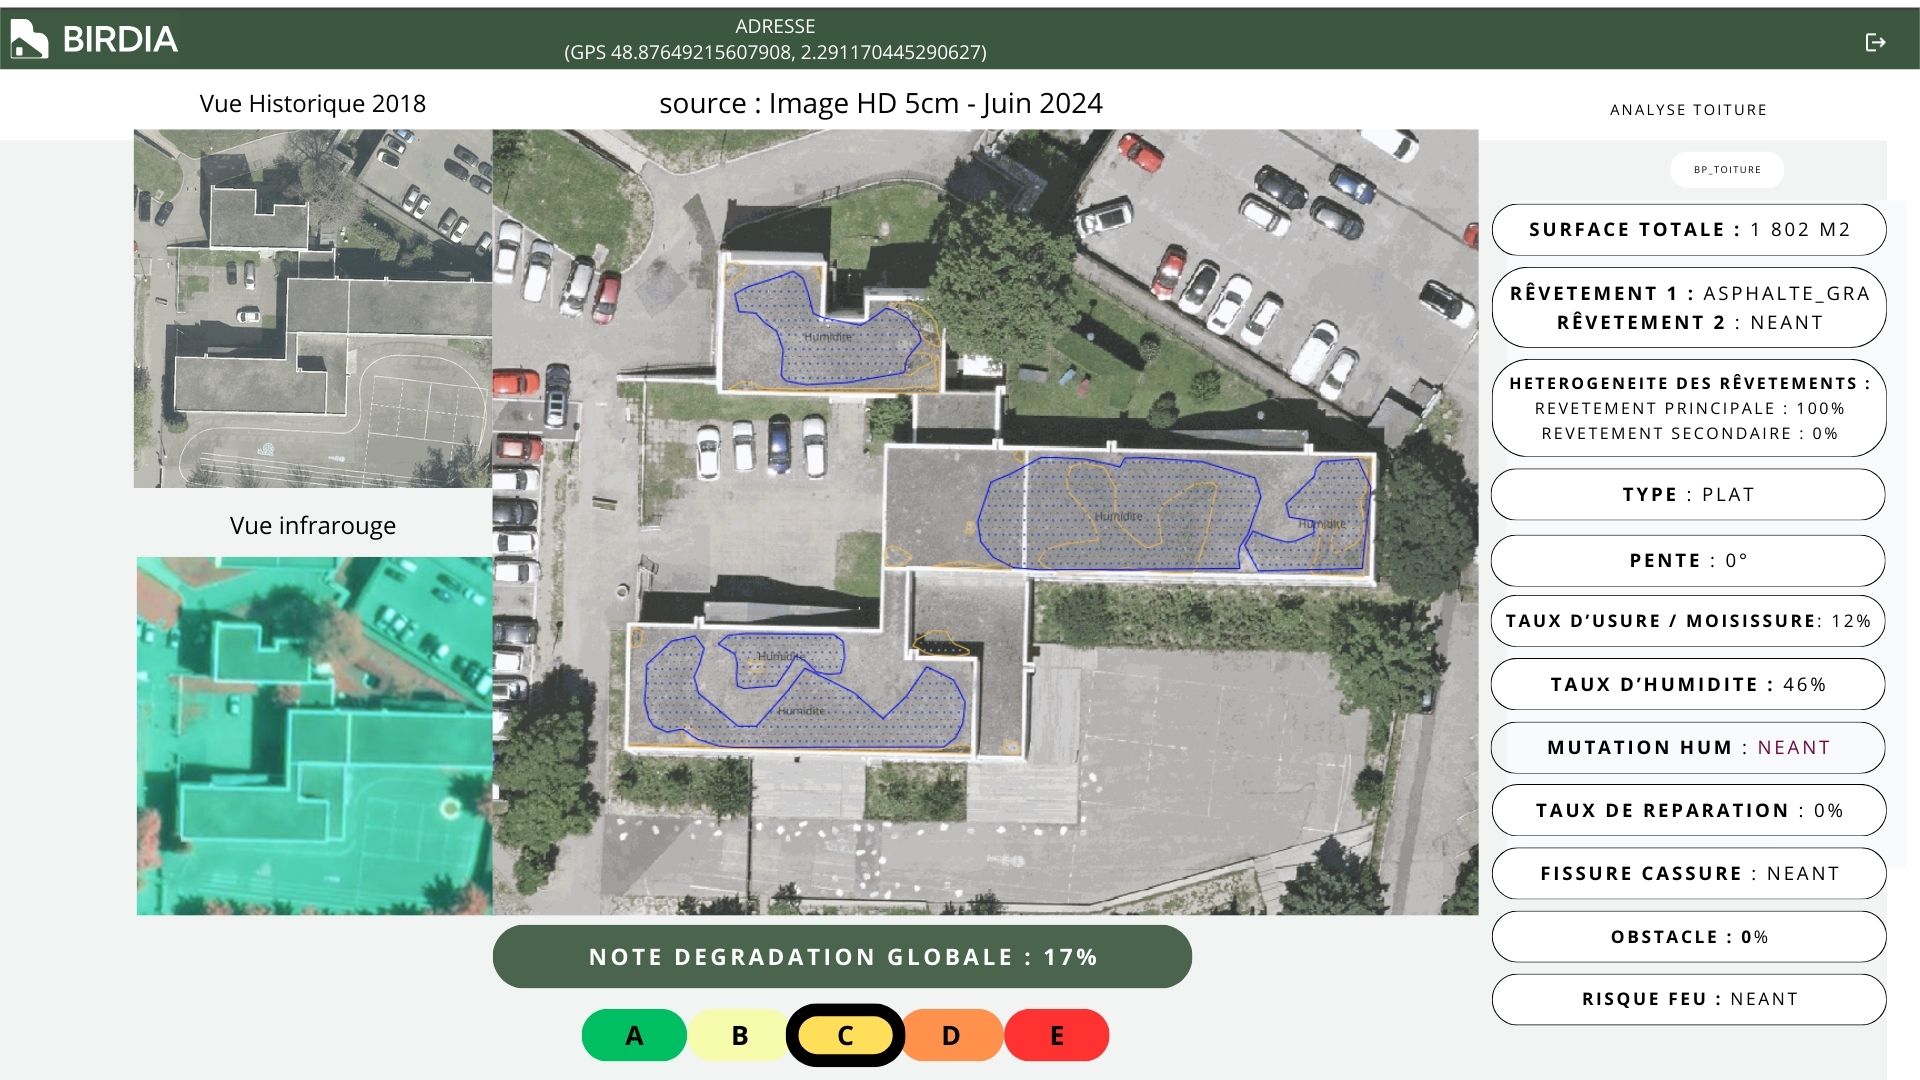 BIRDIA
ADRESSE
(GPS 48.87649215607908, 2.291170445290627)
Vue Historique 2018
source : Image HD 5cm - Juin 2024
ANALYSE TOITURE
BP_TOITURE
SURFACE TOTALE : 1 802 M2
RÊVETEMENT 1 : ASPHALTE_GRA
RÊVETEMENT 2 : NEANT
HETEROGENEITE DES RÊVETEMENTS :
REVETEMENT PRINCIPALE : 100%
REVETEMENT SECONDAIRE : 0%
TYPE : PLAT
PENTE : 0°
TAUX D'USURE / MOISISSURE: 12%
TAUX D'HUMIDITE : 46%
MUTATION HUM : NEANT
TAUX DE REPARATION : 0%
FISSURE CASSURE : NEANT
OBSTACLE : 0%
RISQUE FEU : NEANT
Humidite
Humidite
Humidite
Humidite
Humidite
Vue infrarouge
NOTE DEGRADATION GLOBALE : 17%
A B C D E